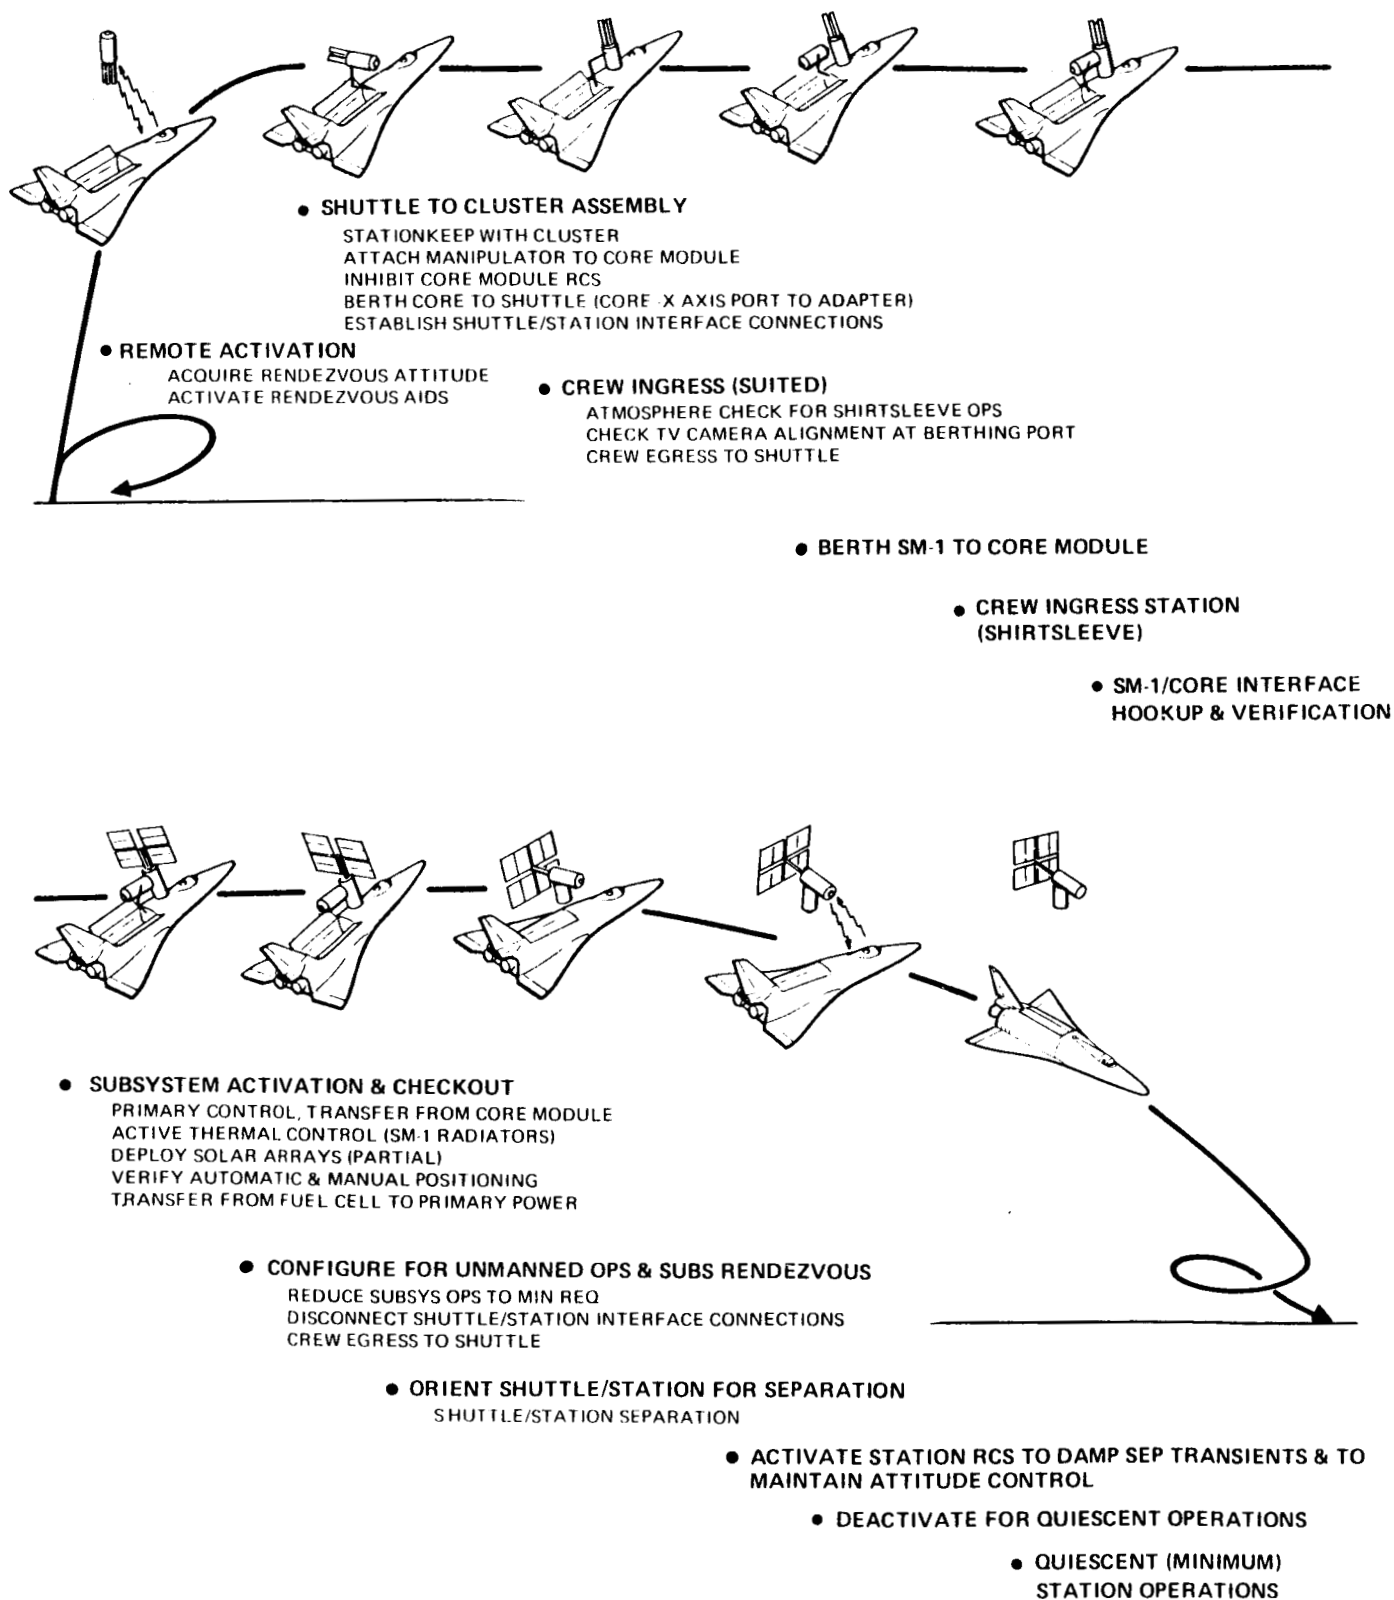 ● SHUTTLE TO CLUSTER ASSEMBLY
STATIONKEEP WITH CLUSTER
ATTACH MANIPULATOR TO CORE MODULE
INHIBIT CORE MODULE RCS
BERTH CORE TO SHUTTLE (CORE -X AXIS PORT TO ADAPTER)
ESTABLISH SHUTTLE/STATION INTERFACE CONNECTIONS
● REMOTE ACTIVATION
ACQUIRE RENDEZVOUS ATTITUDE
ACTIVATE RENDEZVOUS AIDS
● CREW INGRESS (SUITED)
ATMOSPHERE CHECK FOR SHIRTSLEEVE OPS
CHECK TV CAMERA ALIGNMENT AT BERTHING PORT
CREW EGRESS TO SHUTTLE
● BERTH SM-1 TO CORE MODULE
● CREW INGRESS STATION
(SHIRTSLEEVE)
● SM-1/CORE INTERFACE
HOOKUP & VERIFICATION
● SUBSYSTEM ACTIVATION & CHECKOUT
PRIMARY CONTROL, TRANSFER FROM CORE MODULE
ACTIVE THERMAL CONTROL (SM-1 RADIATORS)
DEPLOY SOLAR ARRAYS (PARTIAL)
VERIFY AUTOMATIC & MANUAL POSITIONING
TRANSFER FROM FUEL CELL TO PRIMARY POWER
● CONFIGURE FOR UNMANNED OPS & SUBS RENDEZVOUS
REDUCE SUBSYS OPS TO MIN REQ
DISCONNECT SHUTTLE/STATION INTERFACE CONNECTIONS
CREW EGRESS TO SHUTTLE
● ORIENT SHUTTLE/STATION FOR SEPARATION
SHUTTLE/STATION SEPARATION
● ACTIVATE STATION RCS TO DAMP SEP TRANSIENTS & TO
MAINTAIN ATTITUDE CONTROL
● DEACTIVATE FOR QUIESCENT OPERATIONS
● QUIESCENT (MINIMUM)
STATION OPERATIONS